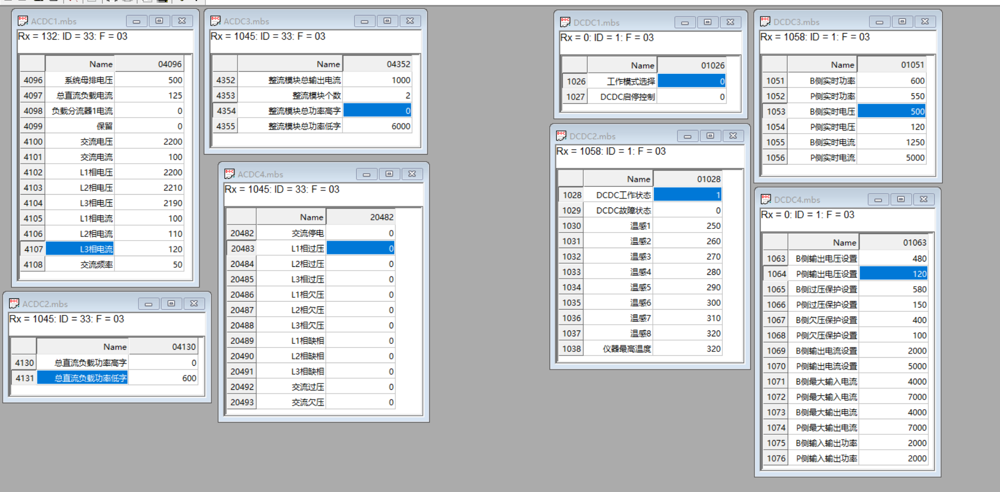 ACDC1.mbs
Rx = 132: ID = 33: F = 03
Name 04096
4096 系统母排电压 500
4097 总直流负载电流 125
4098 负载分流器1电流 0
4099 保留 0
4100 交流电压 2200
4101 交流电流 100
4102 L1相电压 2200
4103 L2相电压 2210
4104 L3相电压 2190
4105 L1相电流 100
4106 L2相电流 110
4107 L3相电流 120
4108 交流频率 50
ACDC2.mbs
Rx = 1045: ID = 33: F = 03
Name 04130
4130 总直流负载功率高字 0
4131 总直流负载功率低字 600
ACDC3.mbs
Rx = 1045: ID = 33: F = 03
Name 04352
4352 整流模块总输出电流 1000
4353 整流模块个数 2
4354 整流模块总功率高字 0
4355 整流模块总功率低字 6000
ACDC4.mbs
Rx = 1045: ID = 33: F = 03
Name 20482
20482 交流停电 0
20483 L1相过压 0
20484 L2相过压 0
20485 L3相过压 0
20486 L1相欠压 0
20487 L2相欠压 0
20488 L3相欠压 0
20489 L1相缺相 0
20490 L2相缺相 0
20491 L3相缺相 0
20492 交流过压 0
20493 交流欠压 0
DCDC1.mbs
Rx = 0: ID = 1: F = 03
Name 01026
1026 工作模式选择 0
1027 DCDC启停控制 0
DCDC2.mbs
Rx = 1058: ID = 1: F = 03
Name 01028
1028 DCDC工作状态 1
1029 DCDC故障状态 0
1030 温感1 250
1031 温感2 260
1032 温感3 270
1033 温感4 280
1034 温感5 290
1035 温感6 300
1036 温感7 310
1037 温感8 320
1038 仪器最高温度 320
DCDC3.mbs
Rx = 1058: ID = 1: F = 03
Name 01051
1051 B侧实时功率 600
1052 P侧实时功率 550
1053 B侧实时电压 500
1054 P侧实时电压 120
1055 B侧实时电流 1250
1056 P侧实时电流 5000
DCDC4.mbs
Rx = 0: ID = 1: F = 03
Name 01063
1063 B侧输出电压设置 480
1064 P侧输出电压设置 120
1065 B侧过压保护设置 580
1066 P侧过压保护设置 150
1067 B侧欠压保护设置 400
1068 P侧欠压保护设置 100
1069 B侧输出电流设置 2000
1070 P侧输出电流设置 5000
1071 B侧最大输入电流 4000
1072 P侧最大输入电流 7000
1073 B侧最大输出电流 4000
1074 P侧最大输出电流 7000
1075 B侧输入输出功率 2000
1076 P侧输入输出功率 2000